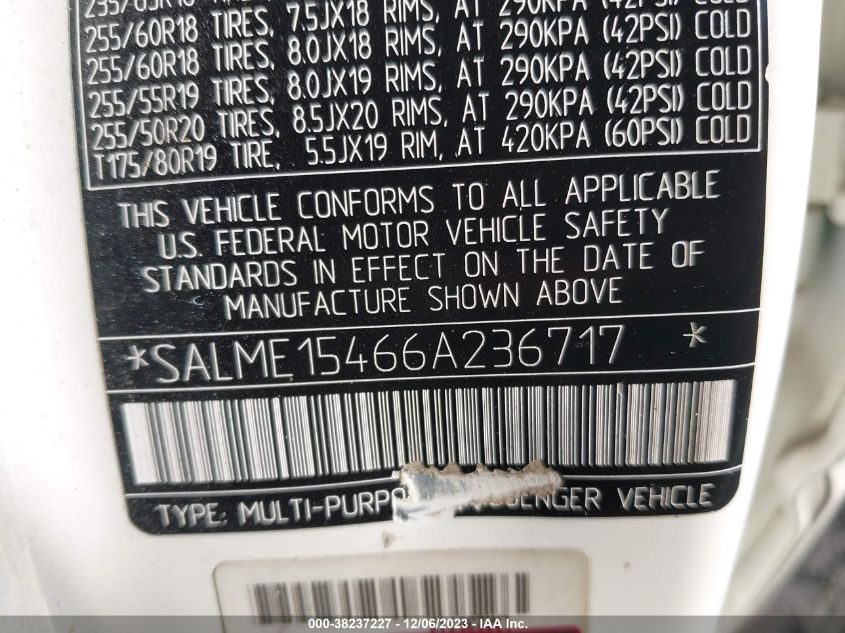 255/60R18 TIRES, 7.5JX18 RIMS, AT 290KPA (42PSI) COLD
255/60R18 TIRES, 8.0JX18 RIMS, AT 290KPA (42PSI) COLD
255/55R19 TIRES, 8.0JX19 RIMS, AT 290KPA (42PSI) COLD
255/50R20 TIRES, 8.5JX20 RIMS, AT 290KPA (42PSI) COLD
T175/80R19 TIRE, 5.5JX19 RIM, AT 420KPA (60PSI) COLD
THIS VEHICLE CONFORMS TO ALL APPLICABLE
U.S. FEDERAL MOTOR VEHICLE SAFETY
STANDARDS IN EFFECT ON THE DATE OF
MANUFACTURE SHOWN ABOVE
*SALME15466A236717 *
TYPE: MULTI-PURPO ENGER VEHICLE
000-38237227 - 12/06/2023 - IAA Inc.